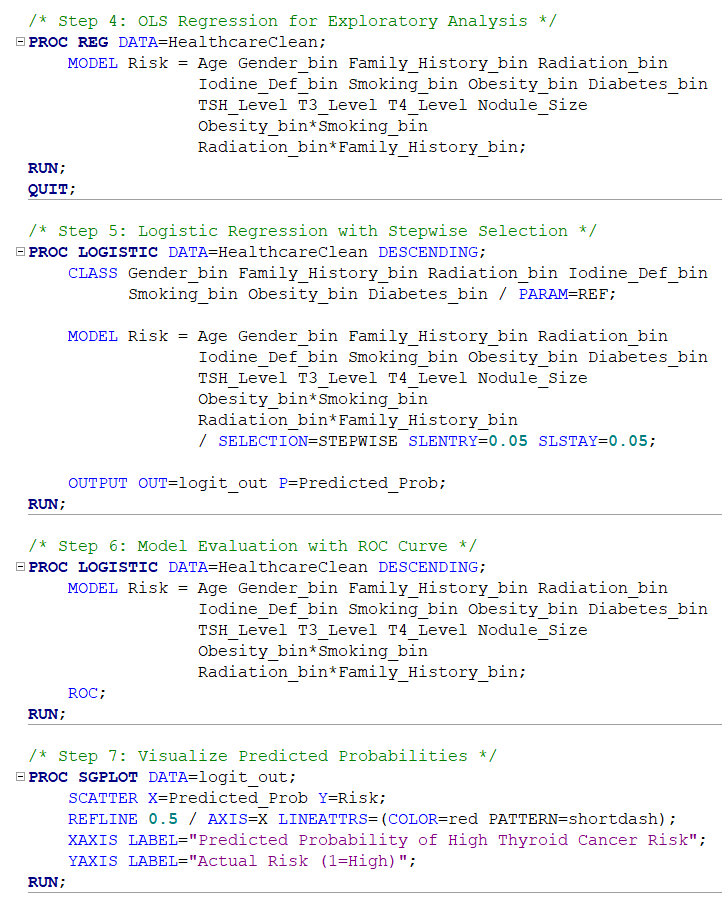 /* Step 4: OLS Regression for Exploratory Analysis */
PROC REG DATA=HealthcareClean;
MODEL Risk = Age Gender_bin Family_History_bin Radiation_bin
Iodine_Def_bin Smoking_bin Obesity_bin Diabetes_bin
TSH_Level T3_Level T4_Level Nodule_Size
Obesity_bin*Smoking_bin
Radiation_bin*Family_History_bin;
RUN;
QUIT;
/* Step 5: Logistic Regression with Stepwise Selection */
PROC LOGISTIC DATA=HealthcareClean DESCENDING;
CLASS Gender_bin Family_History_bin Radiation_bin Iodine_Def_bin
Smoking_bin Obesity_bin Diabetes_bin / PARAM=REF;
MODEL Risk = Age Gender_bin Family_History_bin Radiation_bin
Iodine_Def_bin Smoking_bin Obesity_bin Diabetes_bin
TSH_Level T3_Level T4_Level Nodule_Size
Obesity_bin*Smoking_bin
Radiation_bin*Family_History_bin
/ SELECTION=STEPWISE SLENTRY=0.05 SLSTAY=0.05;
OUTPUT OUT=logit_out P=Predicted_Prob;
RUN;
/* Step 6: Model Evaluation with ROC Curve */
PROC LOGISTIC DATA=HealthcareClean DESCENDING;
MODEL Risk = Age Gender_bin Family_History_bin Radiation_bin
Iodine_Def_bin Smoking_bin Obesity_bin Diabetes_bin
TSH_Level T3_Level T4_Level Nodule_Size
Obesity_bin*Smoking_bin
Radiation_bin*Family_History_bin;
ROC;
RUN;
/* Step 7: Visualize Predicted Probabilities */
PROC SGPLOT DATA=logit_out;
SCATTER X=Predicted_Prob Y=Risk;
REFLINE 0.5 / AXIS=X LINEATTRS=(COLOR=red PATTERN=shortdash);
XAXIS LABEL="Predicted Probability of High Thyroid Cancer Risk";
YAXIS LABEL="Actual Risk (1=High)";
RUN;